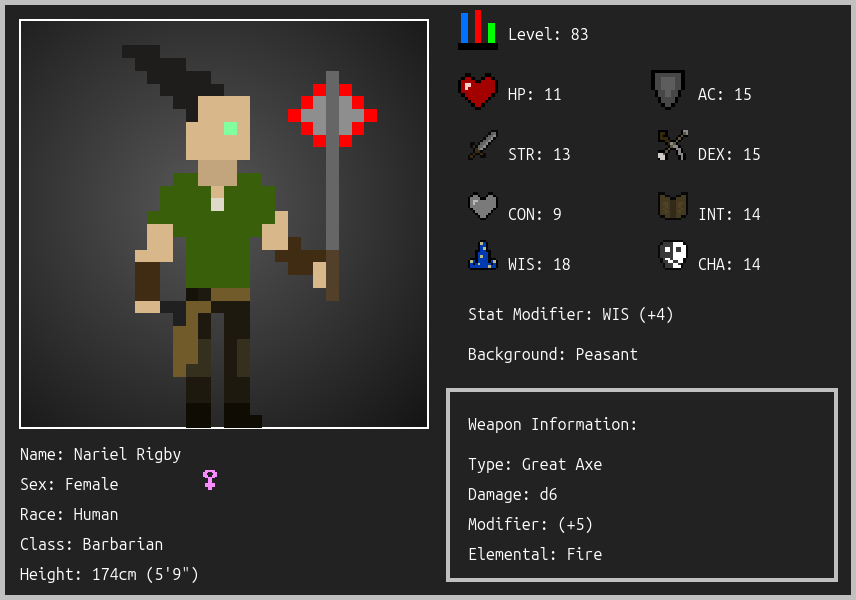 Level: 83
HP: 11
AC: 15
STR: 13
DEX: 15
CON: 9
INT: 14
WIS: 18
CHA: 14
Stat Modifier: WIS (+4)
Background: Peasant
Weapon Information:
Type: Great Axe
Damage: d6
Modifier: (+5)
Elemental: Fire
Name: Nariel Rigby
Sex: Female
Race: Human
Class: Barbarian
Height: 174cm (5'9")